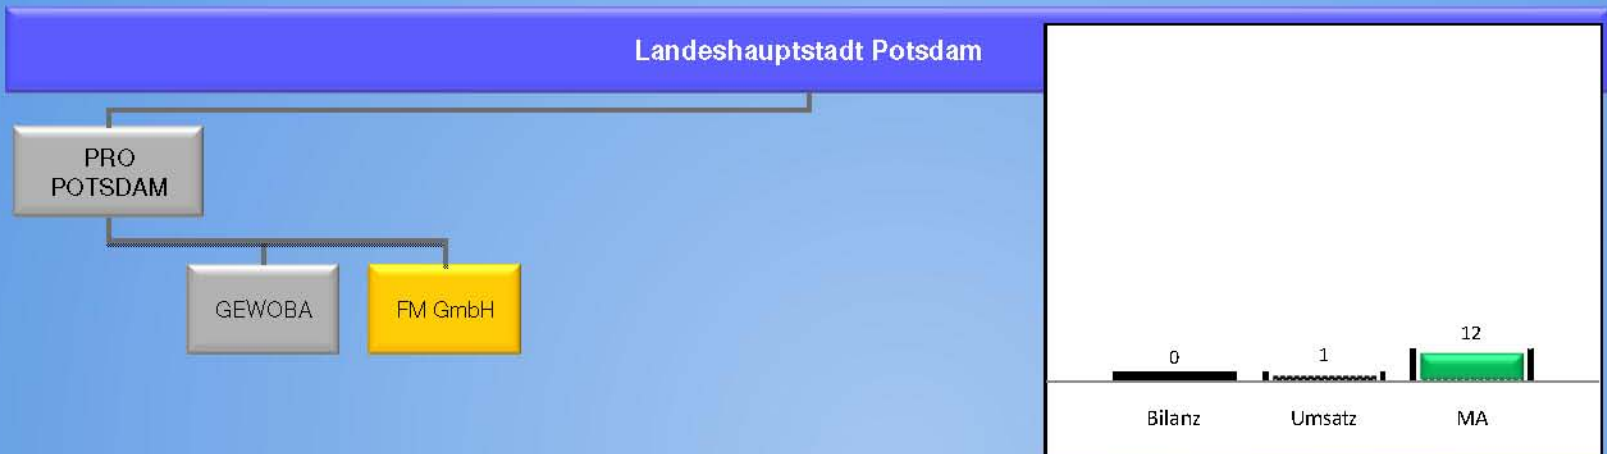 Landeshauptstadt Potsdam
PRO
POTSDAM
GEWOBA
FM GmbH
0
1
12
Bilanz
Umsatz
MA